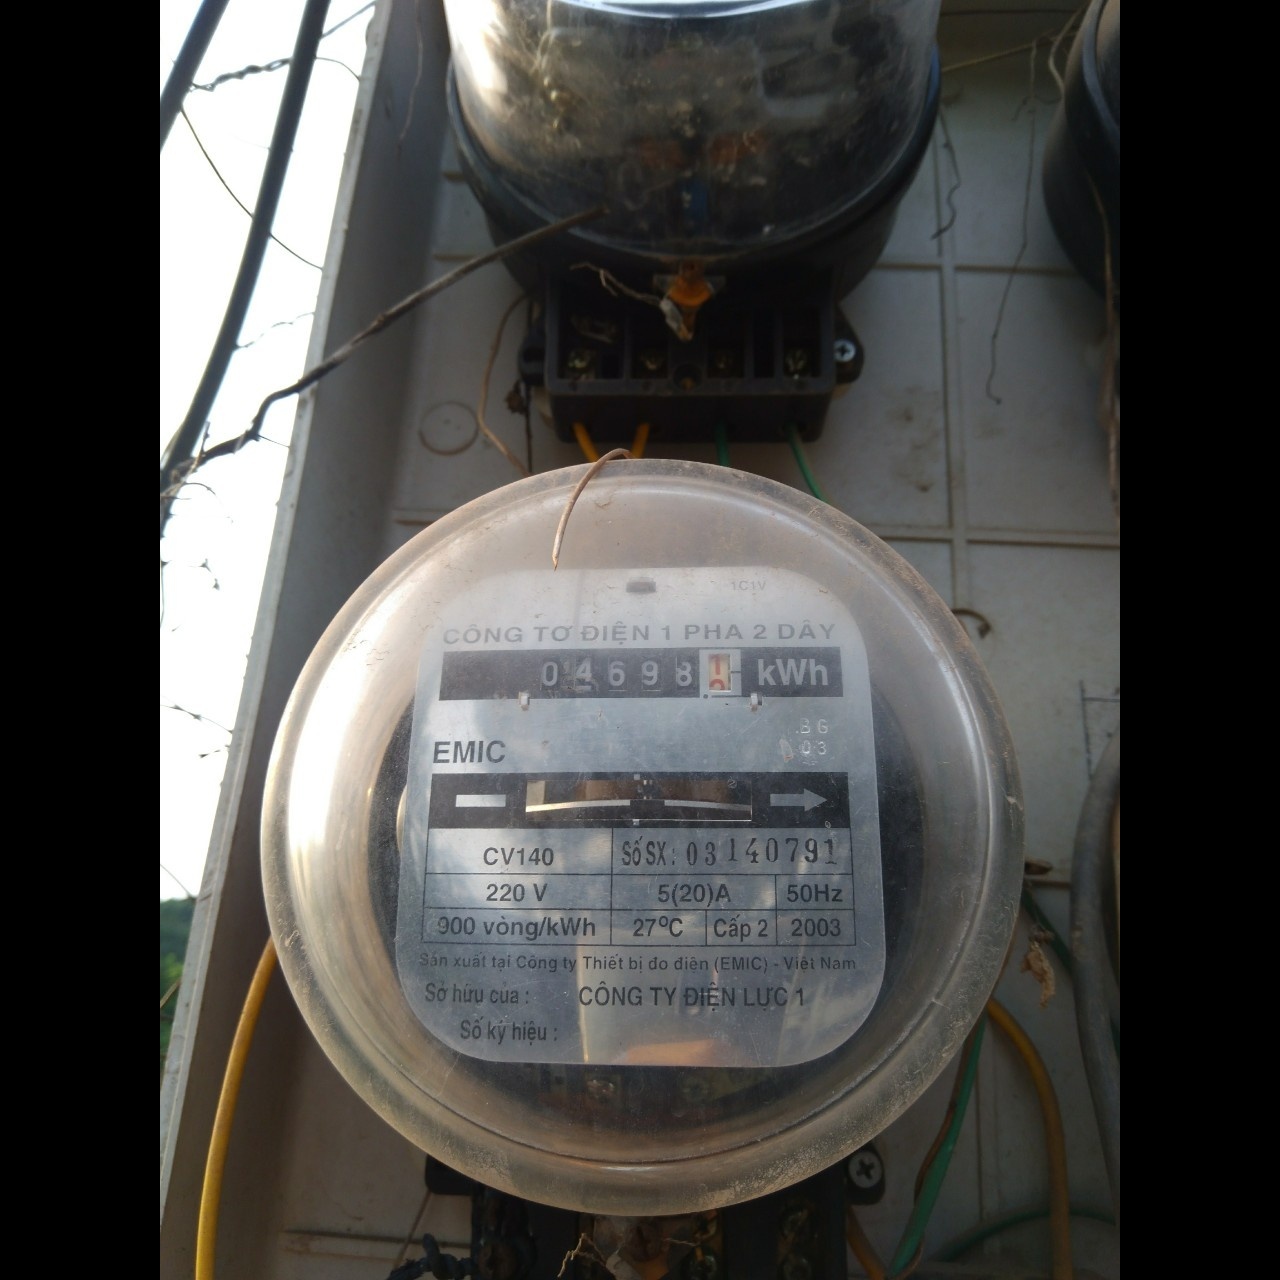 1C1V
CÔNG TƠ ĐIỆN 1 PHA 2 DÂY
04698 1 kWh
BG
03
EMIC
CV140 Số SX: 03140791
220 V 5(20)A 50Hz
900 vòng/kWh 27°C Cấp 2 2003
Sản xuất tại Công ty Thiết bị đo điện (EMIC) - Việt Nam
Sở hữu của : CÔNG TY ĐIỆN LỰC 1
Số ký hiệu :